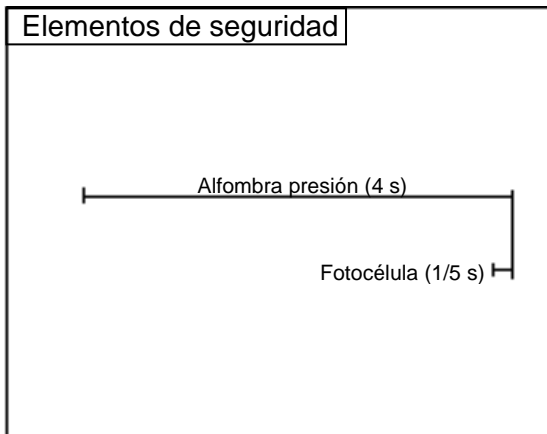 Elementos de seguridad
Alfombra presión (4 s)
Fotocélula (1/5 s)